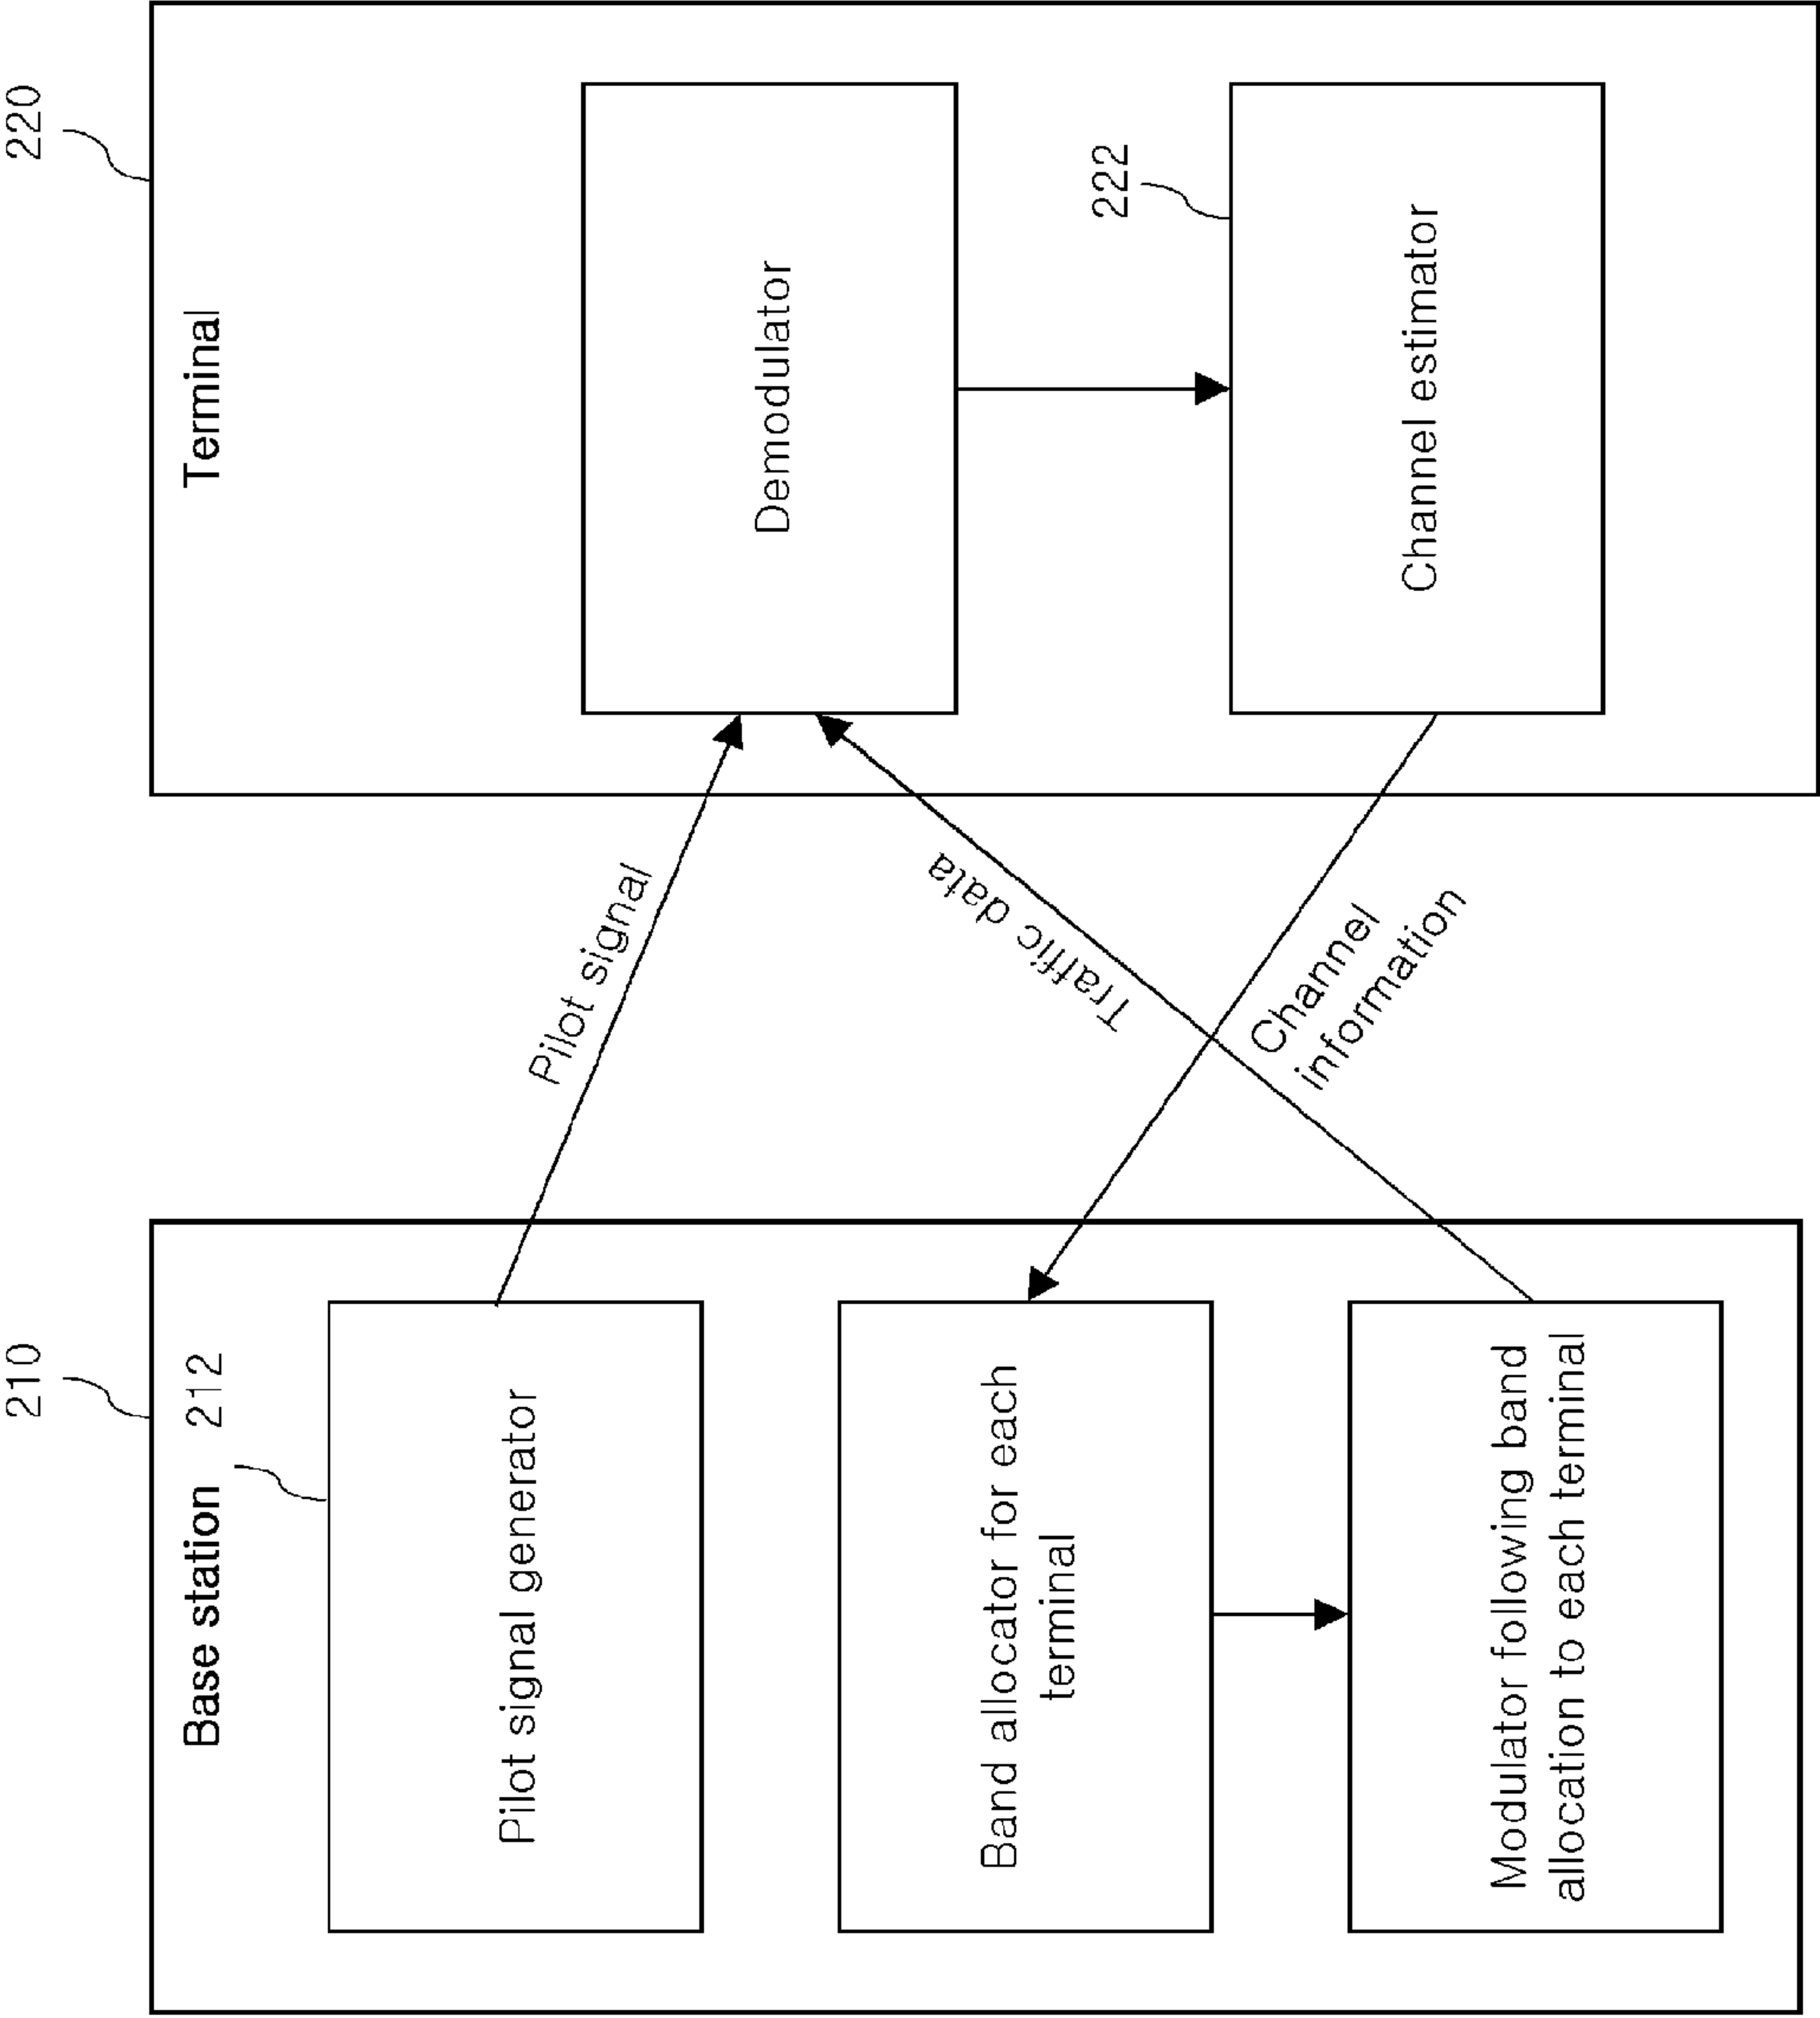 210
220
Base station
212
Terminal
Pilot signal generator
Pilot signal
Demodulator
Band allocator for each
terminal
Traffic data
222
Channel
information
Channel estimator
Modulator following band
allocation to each terminal